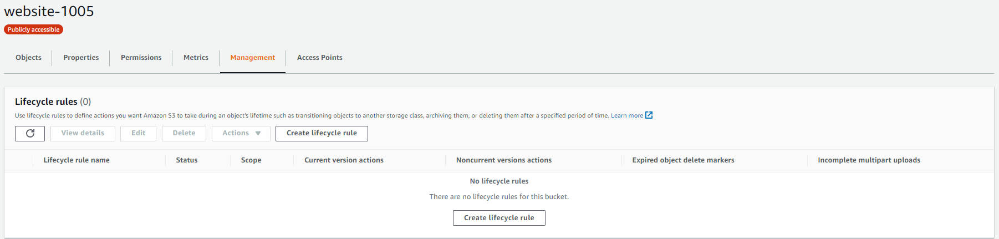 website-1005
Publicly accessible
Objects Properties Permissions Metrics Management Access Points
Lifecycle rules (0)
Use lifecycle rules to define actions you want Amazon S3 to take during an object's lifetime such as transitioning objects to another storage class, archiving them, or deleting them after a specified period of time. Learn more
View details Edit Delete Actions Create lifecycle rule
Lifecycle rule name Status Scope Current version actions Noncurrent versions actions Expired object delete markers Incomplete multipart uploads
No lifecycle rules
There are no lifecycle rules for this bucket.
Create lifecycle rule